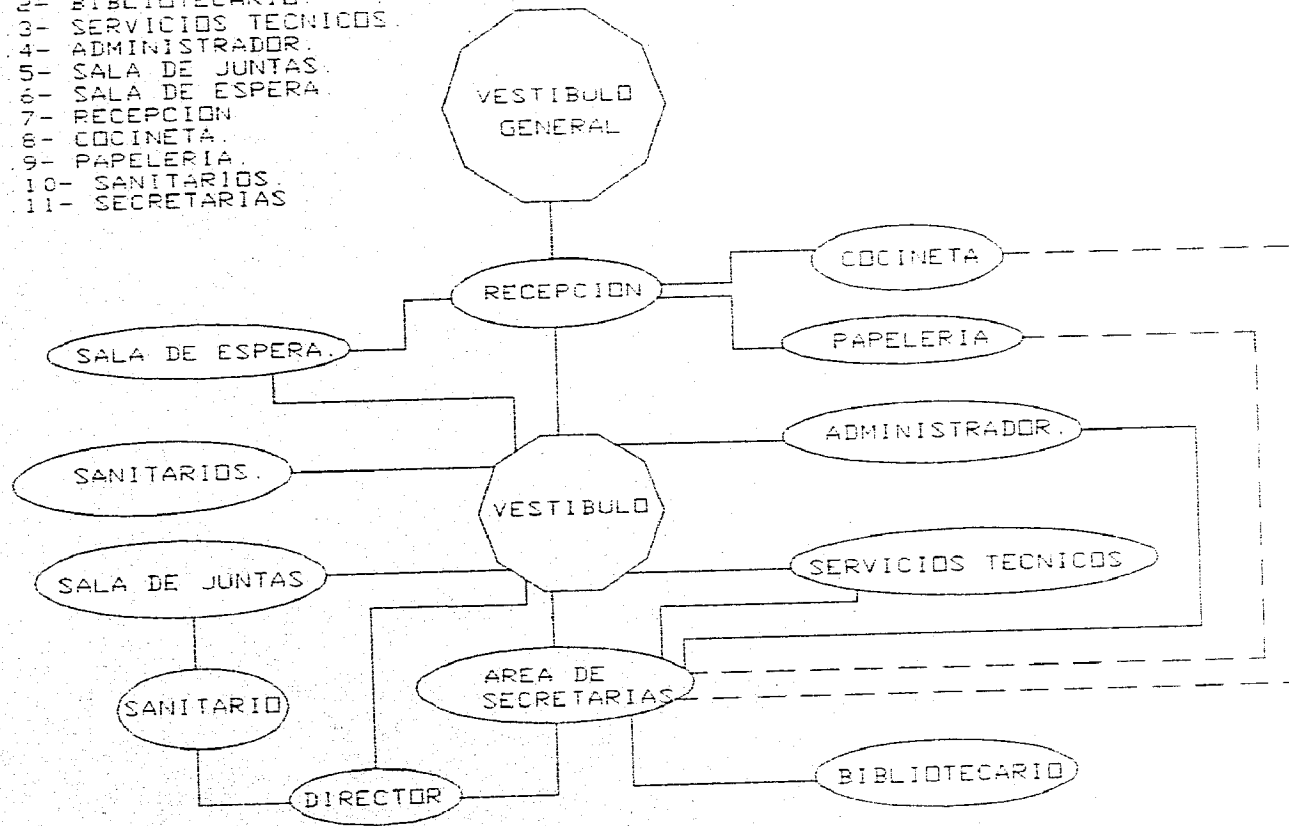 2- BIBLIOTECARIO.
3- SERVICIOS TECNICOS.
4- ADMINISTRADOR.
5- SALA DE JUNTAS.
6- SALA DE ESPERA.
7- RECEPCION
8- COCINETA.
9- PAPELERIA.
10- SANITARIOS.
11- SECRETARIAS
VESTIBULO
GENERAL
COCINETA
RECEPCION
PAPELERIA
SALA DE ESPERA.
ADMINISTRADOR.
SANITARIOS.
VESTIBULO
SERVICIOS TECNICOS
SALA DE JUNTAS
AREA DE
SECRETARIAS
SANITARIO
BIBLIOTECARIO
DIRECTOR